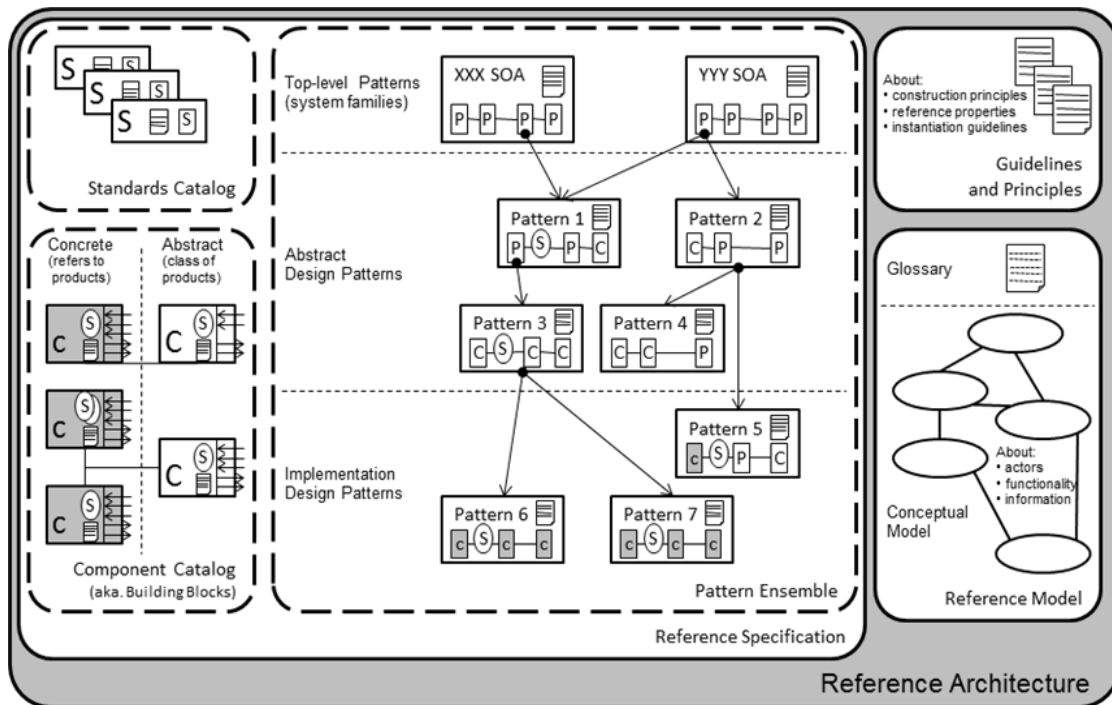 S S
S S
S S
Standards Catalog
Concrete
(refers to
products)
Abstract
(class of
products)
C S
C S
C S
C S
C S
Component Catalog
(aka. Building Blocks)
Top-level Patterns
(system families)
XXX SOA
P P P P
YYY SOA
P P P P
Abstract
Design Patterns
Pattern 1
P S P C
Pattern 2
C P P
Pattern 3
C S C C
Pattern 4
C C P
Implementation
Design Patterns
Pattern 5
c S P C
Pattern 6
c S c c
Pattern 7
c S c c
Pattern Ensemble
Reference Specification
About:
• construction principles
• reference properties
• instantiation guidelines
Guidelines
and Principles
Glossary
About:
• actors
• functionality
• information
Conceptual
Model
Reference Model
Reference Architecture